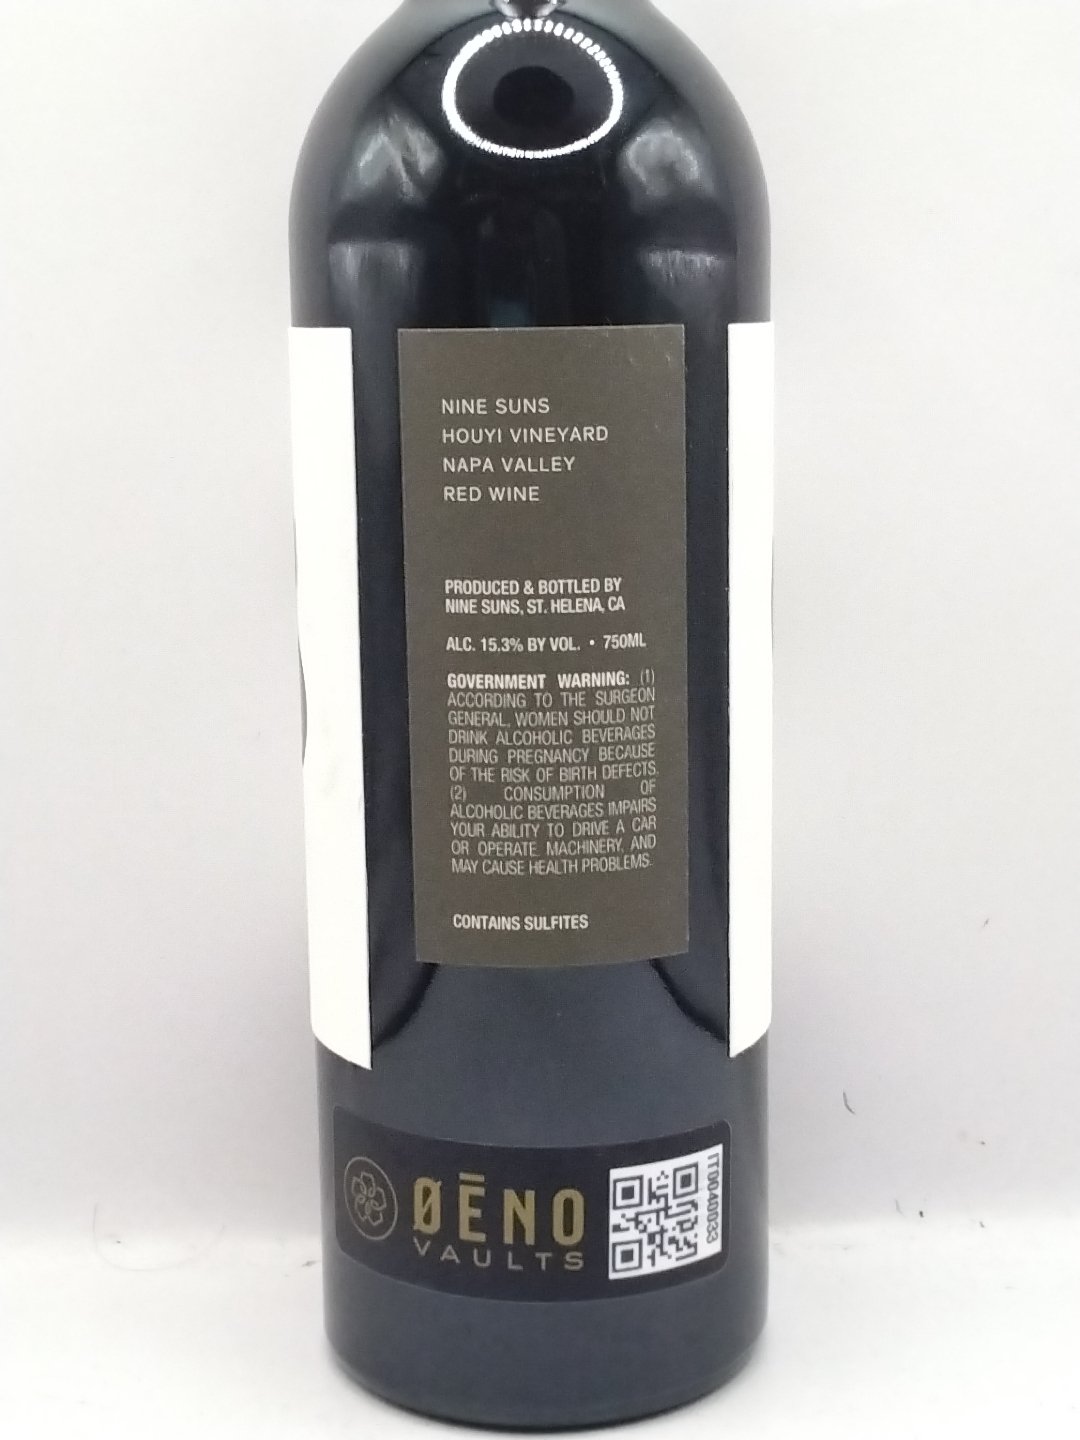 NINE SUNS
HOUYI VINEYARD
NAPA VALLEY
RED WINE
PRODUCED & BOTTLED BY
NINE SUNS, ST. HELENA, CA
ALC. 15.3% BY VOL. • 750ML
GOVERNMENT WARNING: (1)
ACCORDING TO THE SURGEON
GENERAL, WOMEN SHOULD NOT
DRINK ALCOHOLIC BEVERAGES
DURING PREGNANCY BECAUSE
OF THE RISK OF BIRTH DEFECTS.
(2) CONSUMPTION OF
ALCOHOLIC BEVERAGES IMPAIRS
YOUR ABILITY TO DRIVE A CAR
OR OPERATE MACHINERY, AND
MAY CAUSE HEALTH PROBLEMS.
CONTAINS SULFITES
ØĒNO
VAULTS
IT0040033